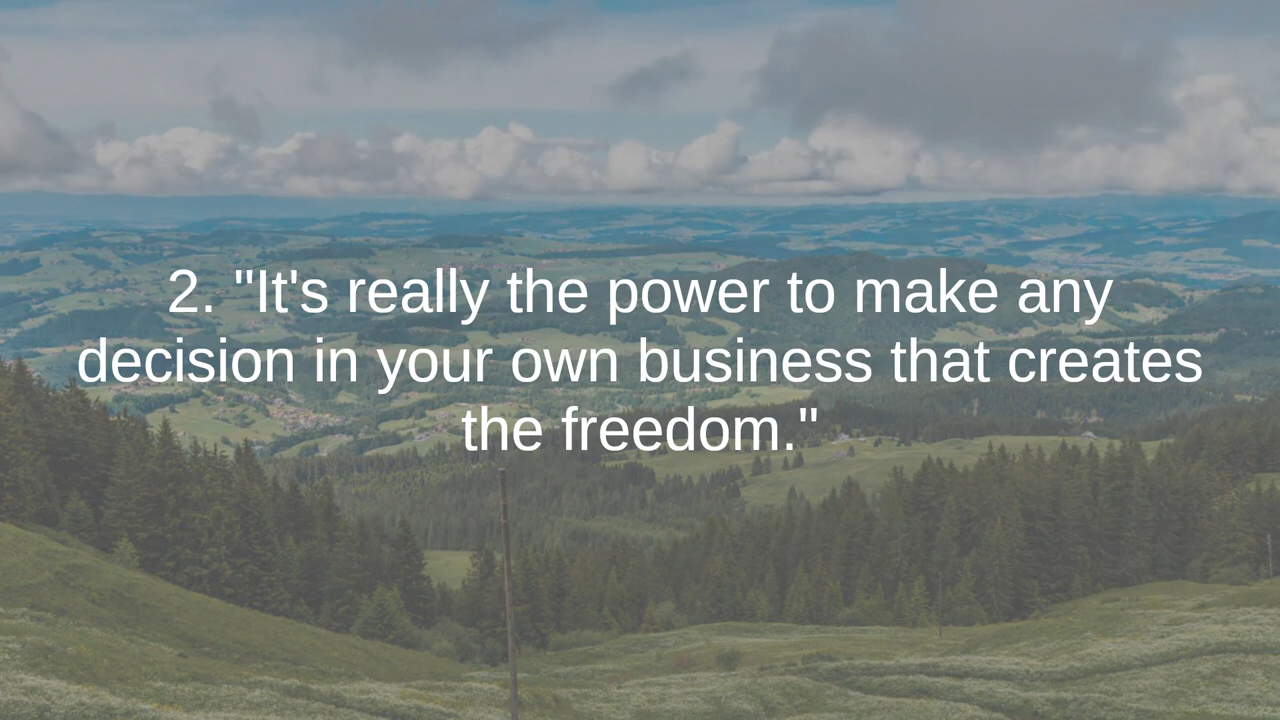 2. "It's really the power to make any
decision in your own business that creates
the freedom."